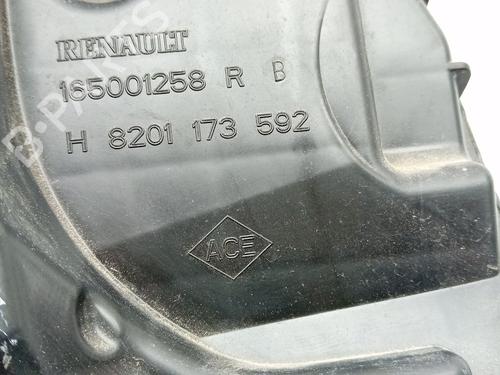 RENAULT
165001258 R B
H 8201 173 592
B-PARTS
ACE